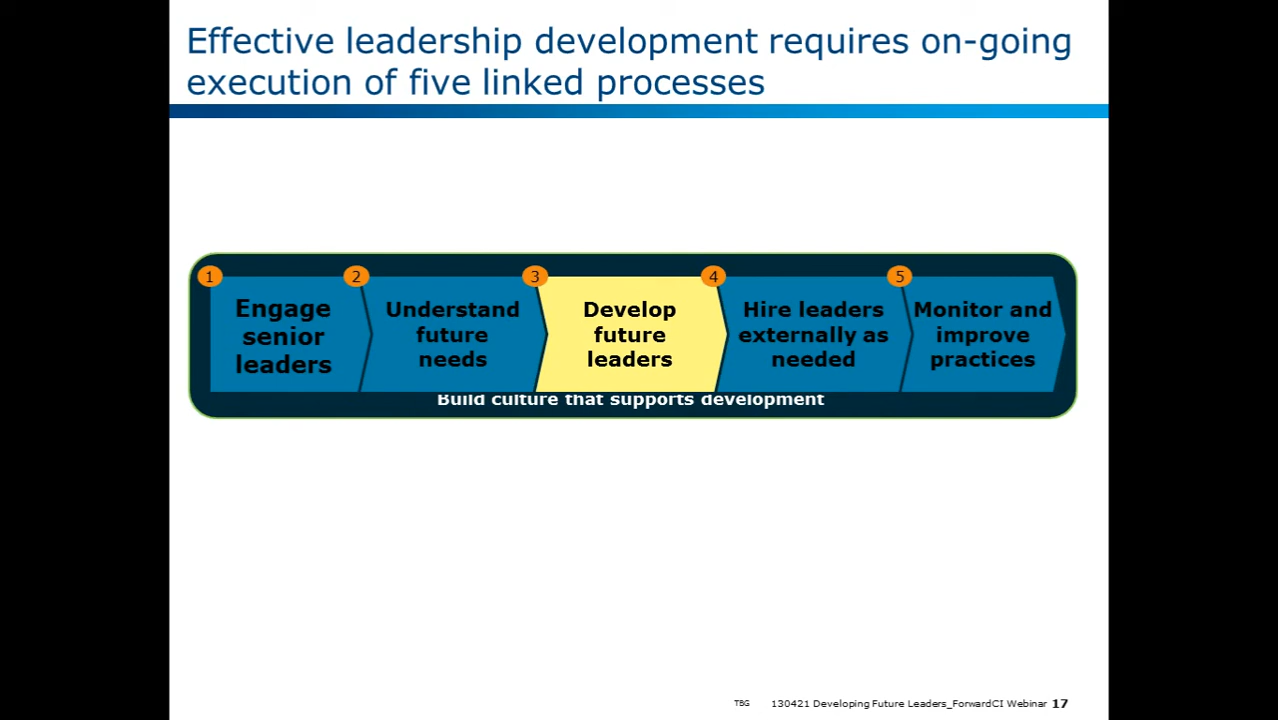 Effective leadership development requires on-going
execution of five linked processes
1
Engage
senior
leaders
2
Understand
future
needs
3
Develop
future
leaders
4
Hire leaders
externally as
needed
5
Monitor and
improve
practices
Build culture that supports development
TBG 130421 Developing Future Leaders_ForwardCI Webinar 17